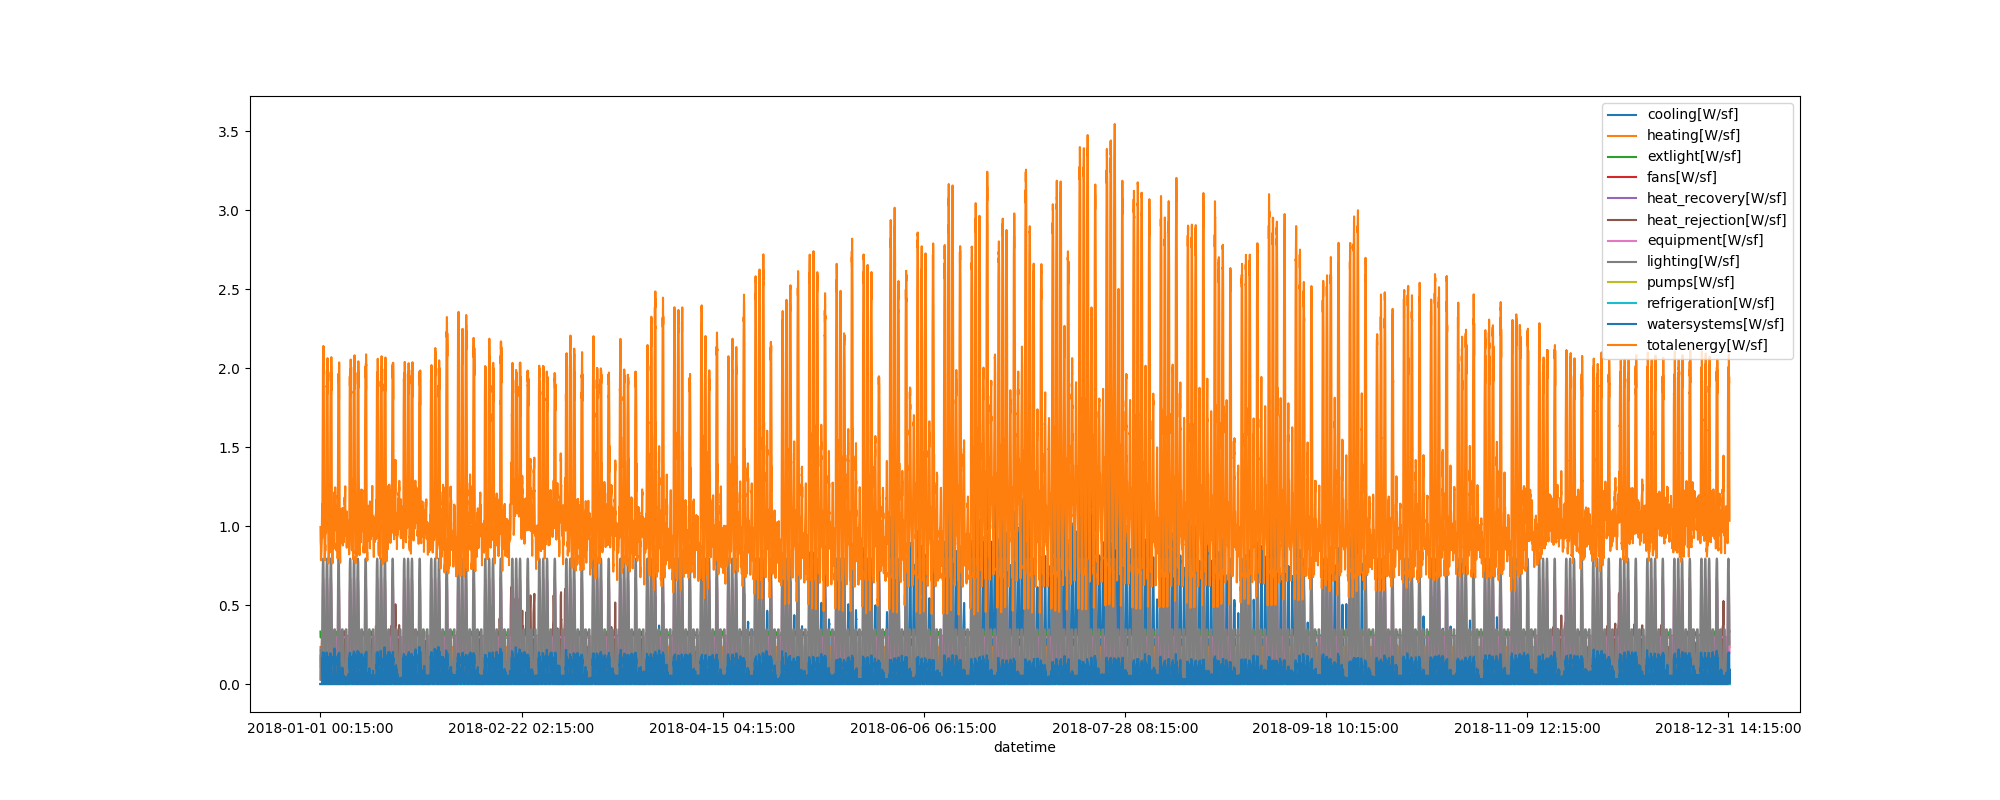 3.5
3.0
2.5
2.0
1.5
1.0
0.5
0.0
cooling[W/sf]
heating[W/sf]
extlight[W/sf]
fans[W/sf]
heat_recovery[W/sf]
heat_rejection[W/sf]
equipment[W/sf]
lighting[W/sf]
pumps[W/sf]
refrigeration[W/sf]
watersystems[W/sf]
totalenergy[W/sf]
2018-01-01 00:15:00 2018-02-22 02:15:00 2018-04-15 04:15:00 2018-06-06 06:15:00 2018-07-28 08:15:00 2018-09-18 10:15:00 2018-11-09 12:15:00 2018-12-31 14:15:00
datetime